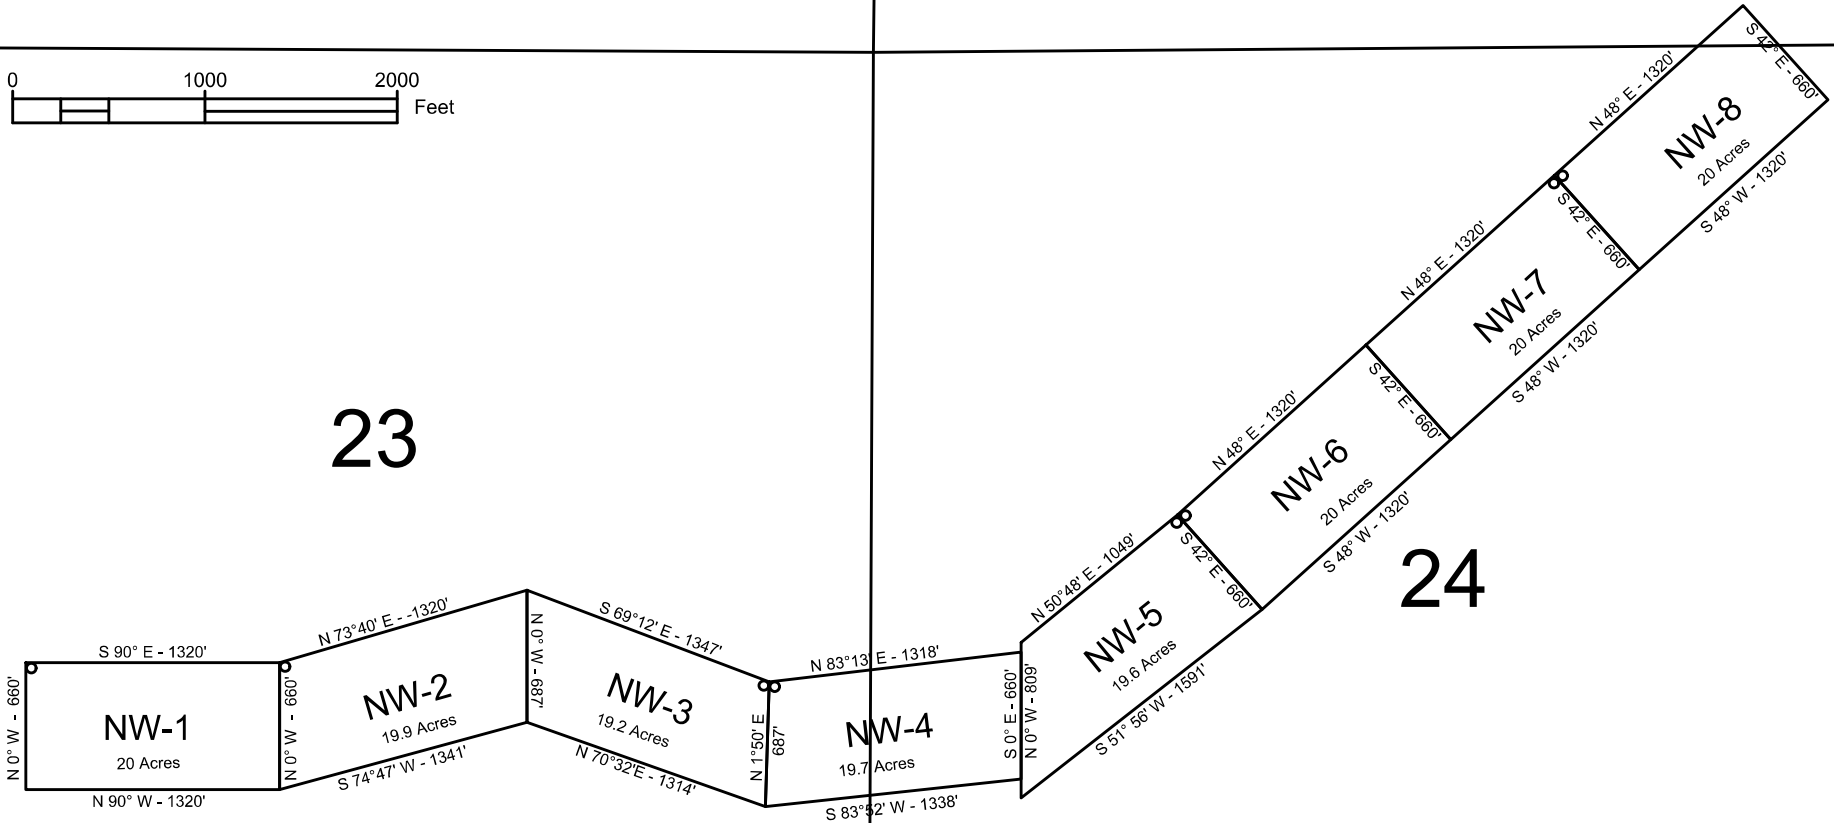 0 1000 2000
Feet
23
24
S 90° E - 1320'
N 0° W - 660'
NW-1
20 Acres
N 90° W - 1320'
N 0° W - 660'
N 73°40' E - -1320'
NW-2
19.9 Acres
S 74°47' W - 1341'
N 0° W - 687'
S 69°12' E - 1347'
NW-3
19.2 Acres
N 70°32'E - 1314'
N 1°50' E
687'
N 83°13' E - 1318'
NW-4
19.7 Acres
S 83°52' W - 1338'
S 0° E - 660'
N 0° W - 809'
N 50°48' E - 1049'
NW-5
19.6 Acres
S 51° 56' W - 1591'
S 42° E - 660'
N 48° E - 1320'
NW-6
20 Acres
S 48° W - 1320'
S 42° E - 660'
N 48° E - 1320'
NW-7
20 Acres
S 48° W - 1320'
S 42° E - 660'
N 48° E - 1320'
NW-8
20 Acres
S 48° W - 1320'
S 42° E - 660'